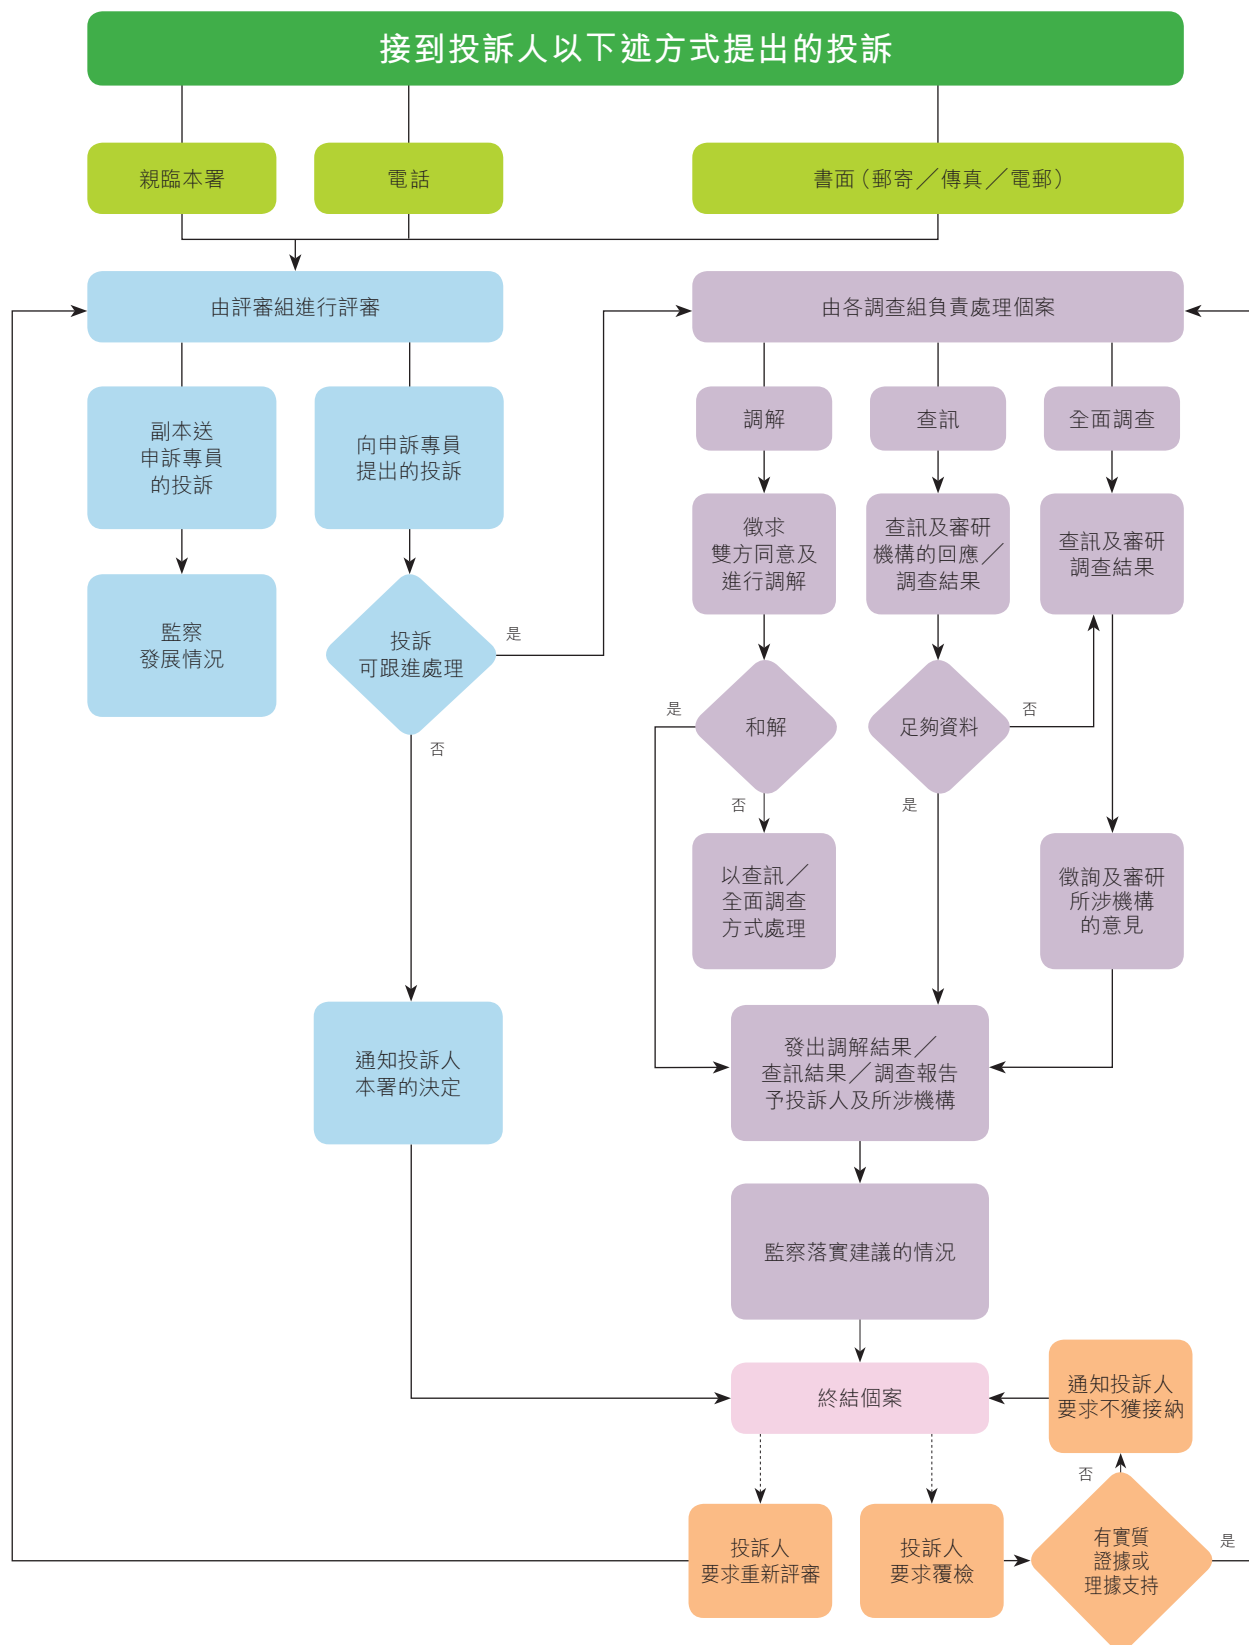 接到投訴人以下述方式提出的投訴
親臨本署
電話
書面（郵寄／傳真／電郵）
由評審組進行評審
由各調查組負責處理個案
副本送
申訴專員
的投訴
向申訴專員
提出的投訴
調解
查訊
全面調查
徵求
雙方同意及
進行調解
查訊及審研
機構的回應／
調查結果
查訊及審研
調查結果
監察
發展情況
投訴
可跟進處理
是
否
和解
是
否
足夠資料
否
是
以查訊／
全面調查
方式處理
徵詢及審研
所涉機構
的意見
通知投訴人
本署的決定
發出調解結果／
查訊結果／調查報告
予投訴人及所涉機構
監察落實建議的情況
終結個案
通知投訴人
要求不獲接納
否
投訴人
要求重新評審
投訴人
要求覆檢
有實質
證據或
理據支持
是